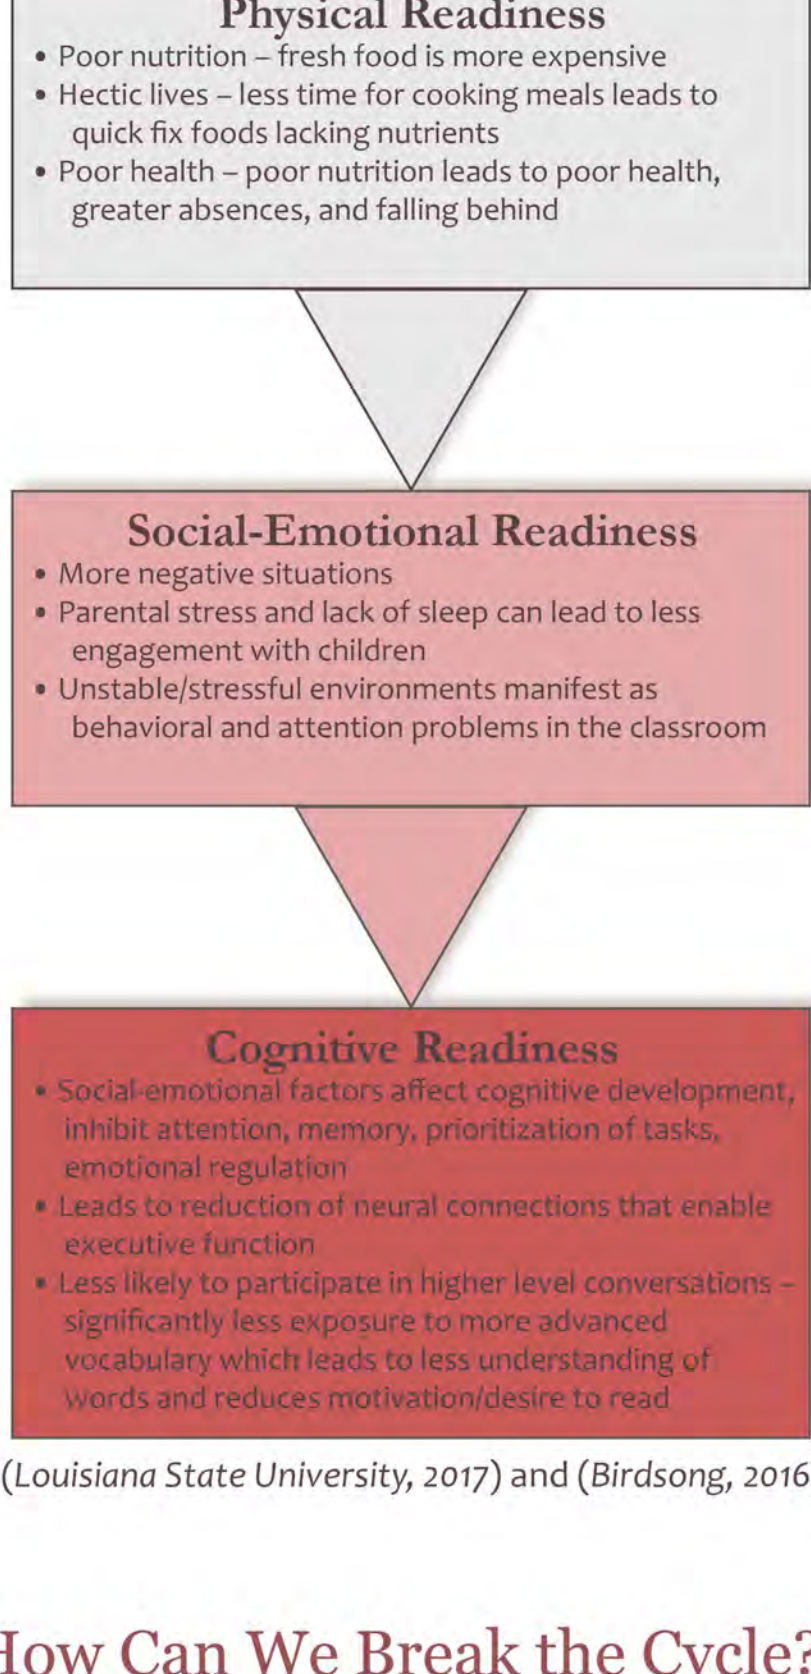 Physical Readiness
• Poor nutrition – fresh food is more expensive
• Hectic lives – less time for cooking meals leads to
quick fix foods lacking nutrients
• Poor health – poor nutrition leads to poor health,
greater absences, and falling behind
Social-Emotional Readiness
• More negative situations
• Parental stress and lack of sleep can lead to less
engagement with children
• Unstable/stressful environments manifest as
behavioral and attention problems in the classroom
Cognitive Readiness
• Social-emotional factors affect cognitive development,
inhibit attention, memory, prioritization of tasks,
emotional regulation
• Leads to reduction of neural connections that enable
executive function
• Less likely to participate in higher level conversations –
significantly less exposure to more advanced
vocabulary which leads to less understanding of
words and reduces motivation/desire to read
(Louisiana State University, 2017) and (Birdsong, 2016
How Can We Break the Cycle?